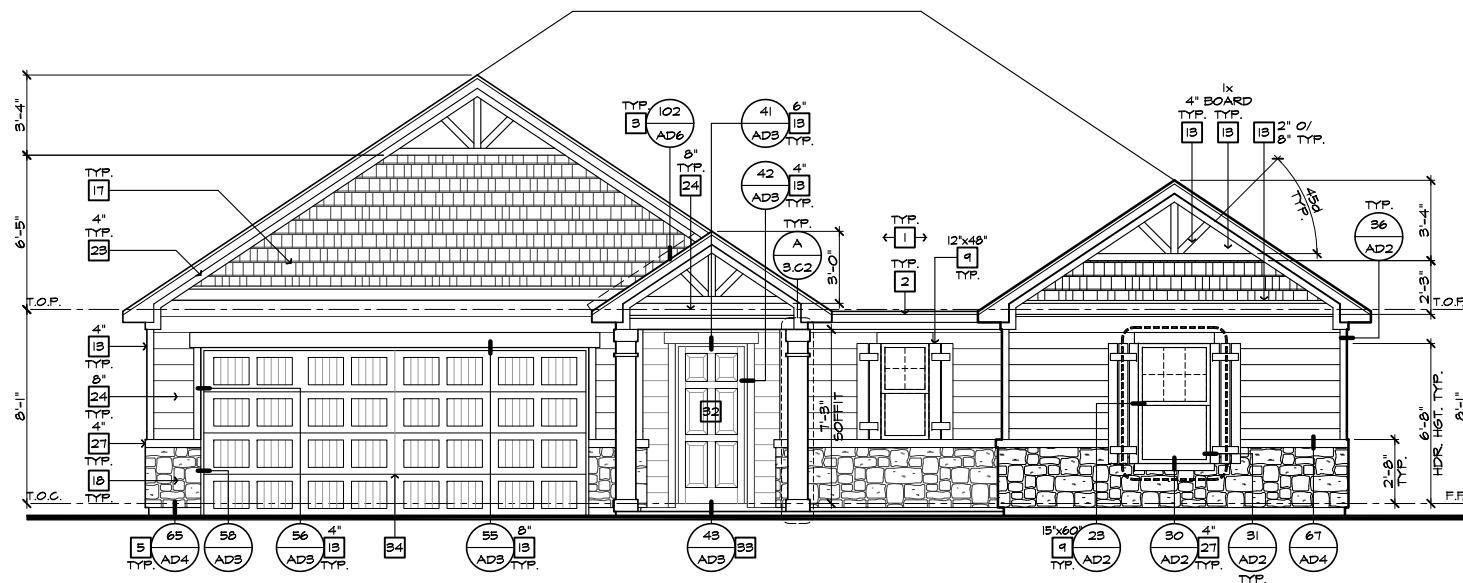 3'-4"
6'-5"
8'-1"
TYP.
17
4"
TYP.
23
T.O.P.
4"
13
TYP.
8"
24
TYP.
4"
27
TYP.
18
TYP.
T.O.C.
TYP.
3
102
AD6
8"
TYP.
24
41
AD3
6"
13
TYP.
42
AD3
4"
13
TYP.
TYP.
A
3.C2
3'-0"
TYP.
1
TYP.
2
12"x48"
9
TYP.
1x
4" BOARD
TYP. TYP.
13 13
13 2" O/
8" TYP.
45d
TYP.
TYP.
36
AD2
3'-4"
2'-3"
T.O.P.
32
7'-8"
SOFFIT
6'-8"
HDR. HGT. TYP.
8'-1"
2'-8"
TYP.
F.F.
5
TYP.
65
AD4
58
AD3
56
AD3
4"
13
TYP.
34
55
AD3
8"
13
TYP.
43
AD3
33
15"x60"
9
TYP.
23
AD2
30
AD2
4"
27
TYP.
31
AD2
TYP.
67
AD4